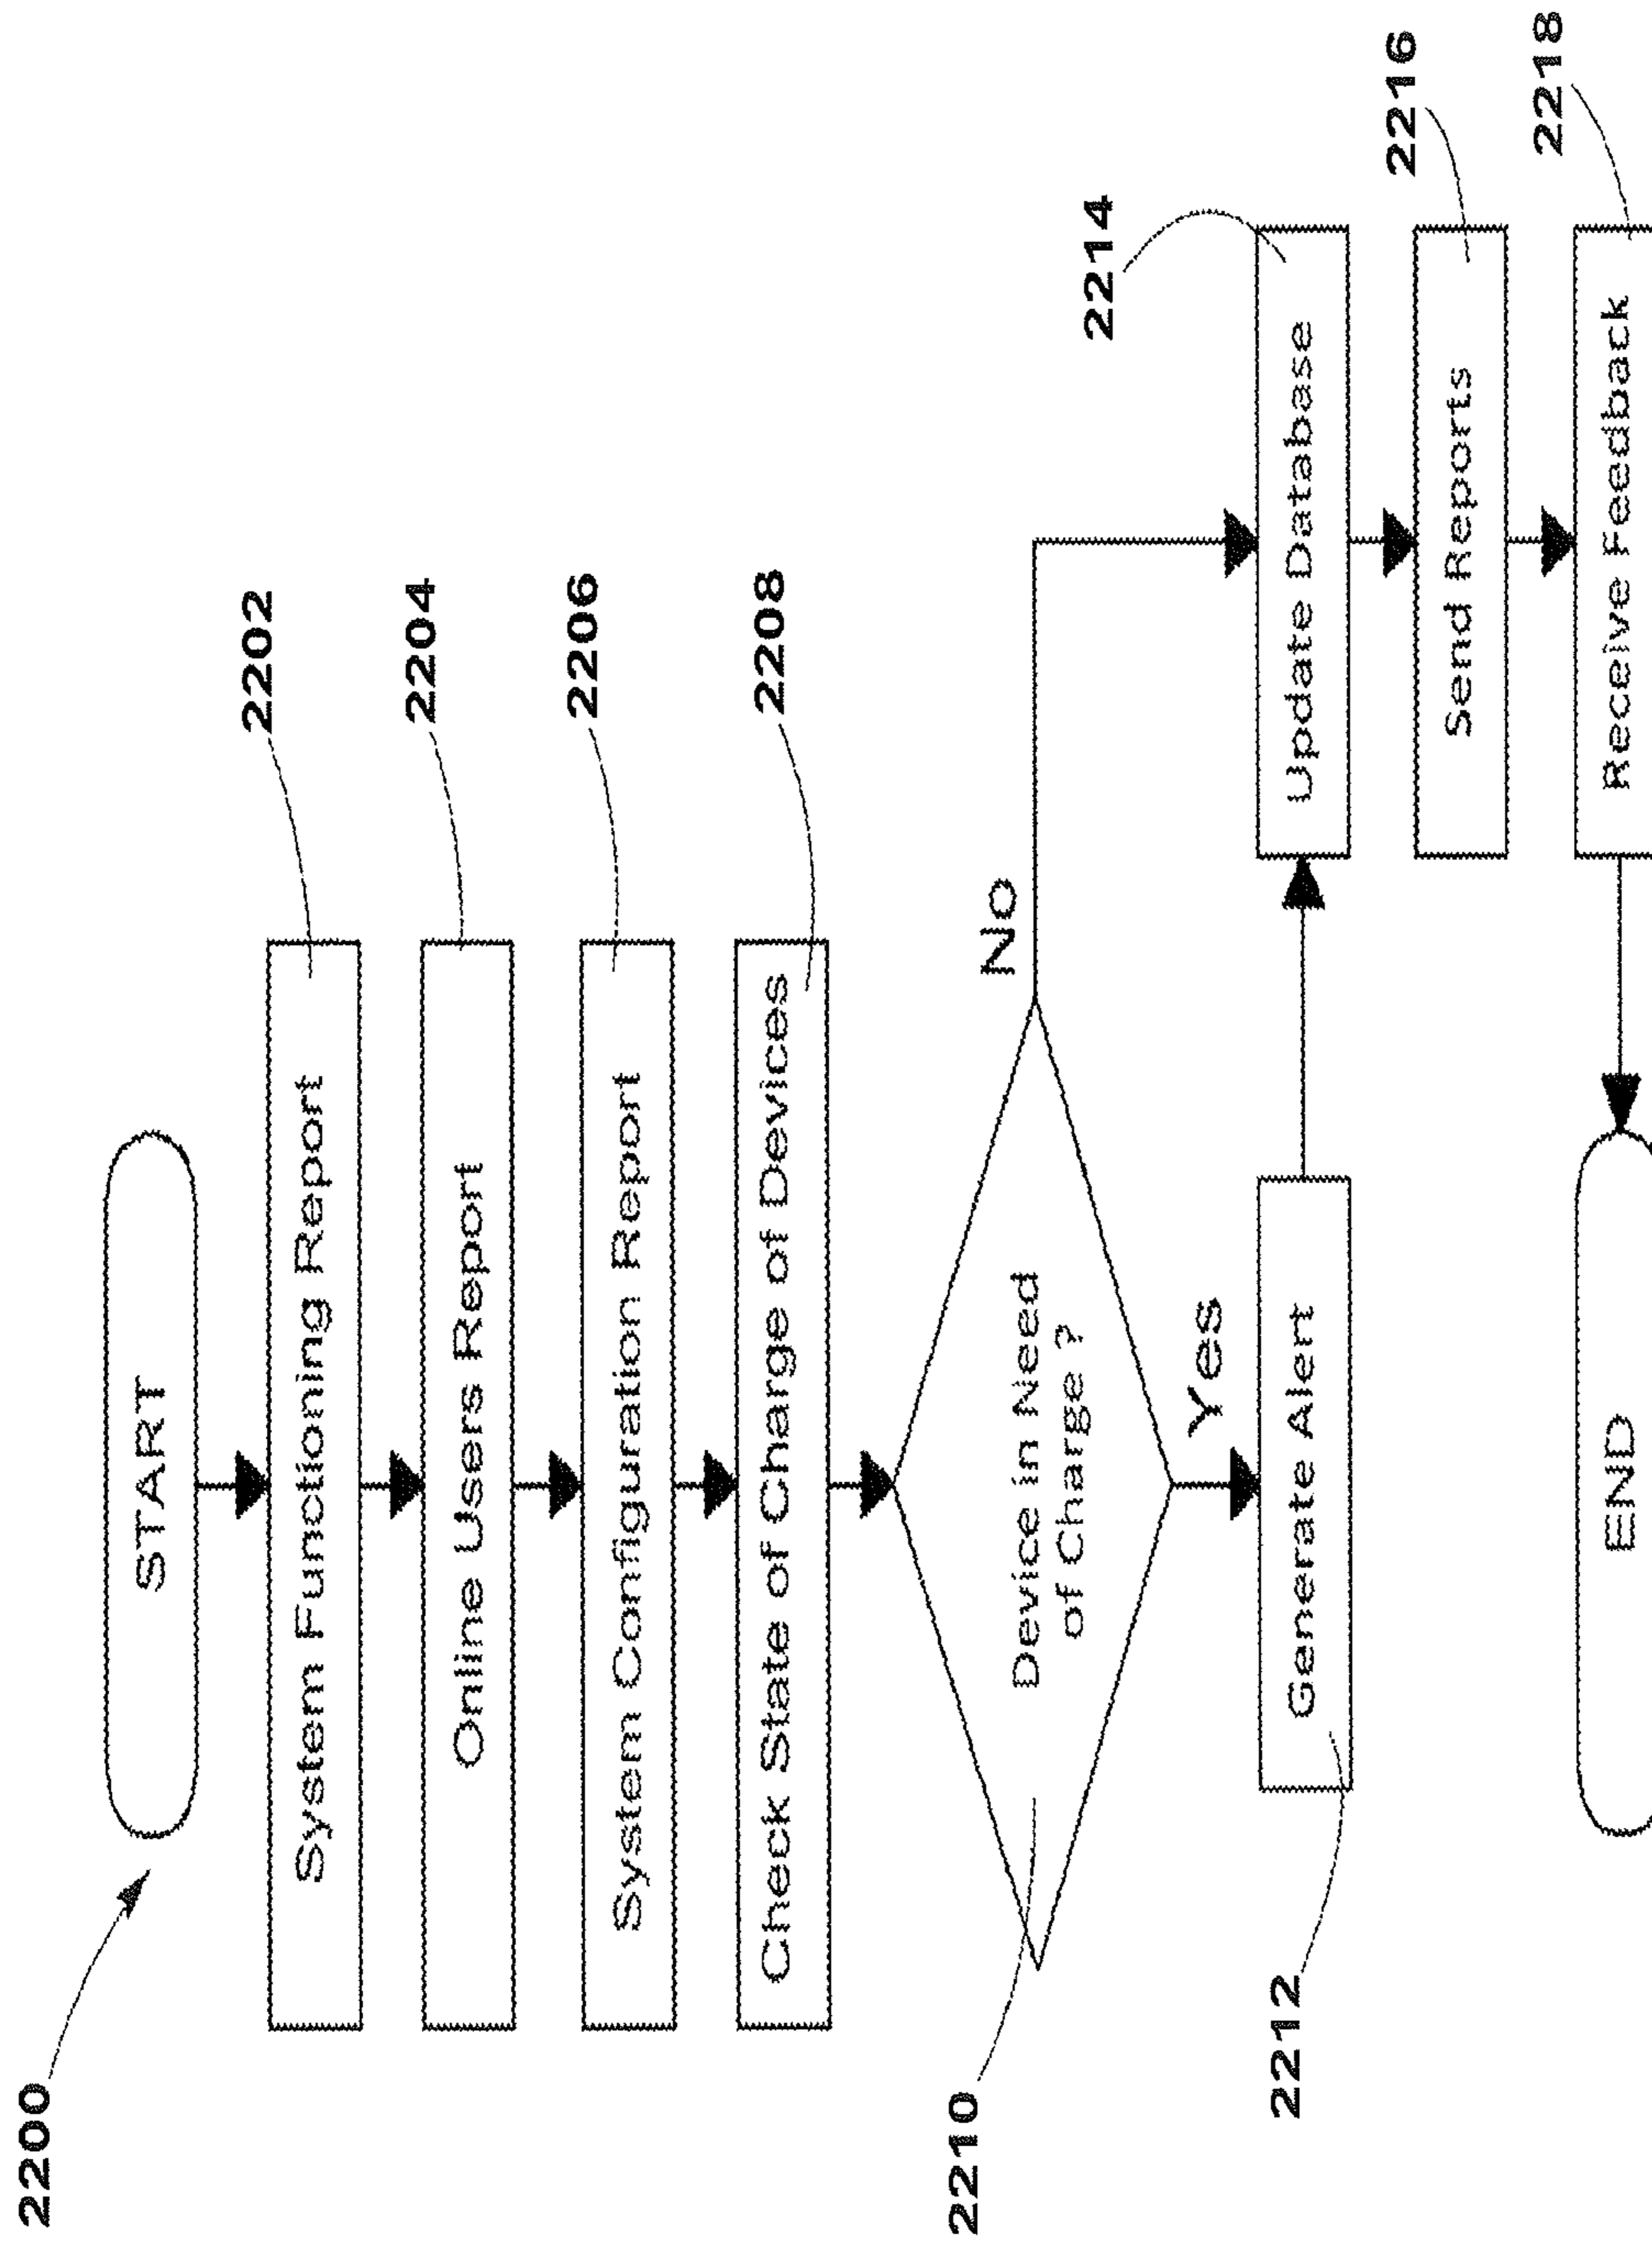 2200
START
System Functioning Report
2202
Online Users Report
2204
System Configuration Report
2206
Check State of Charge of Devices
2208
Device in Need
of Charge ?
No
2210
Yes
Generate Alert
2212
Update Database
2214
Send Reports
2216
Receive Feedback
2218
END